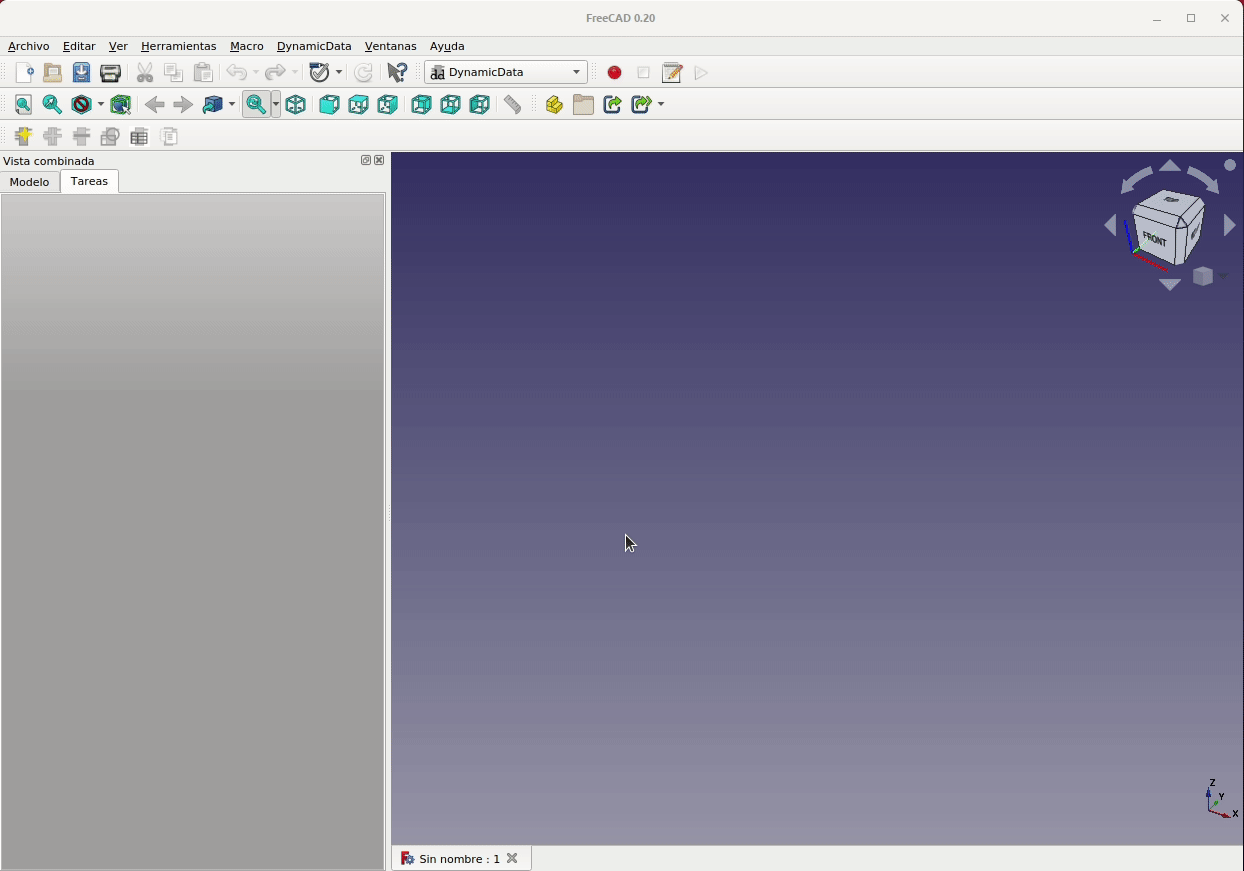 FreeCAD 0.20
Archivo Editar Ver Herramientas Macro DynamicData Ventanas Ayuda
dd DynamicData
Vista combinada
Modelo Tareas
FRONT
Z
Y
X
Sin nombre : 1